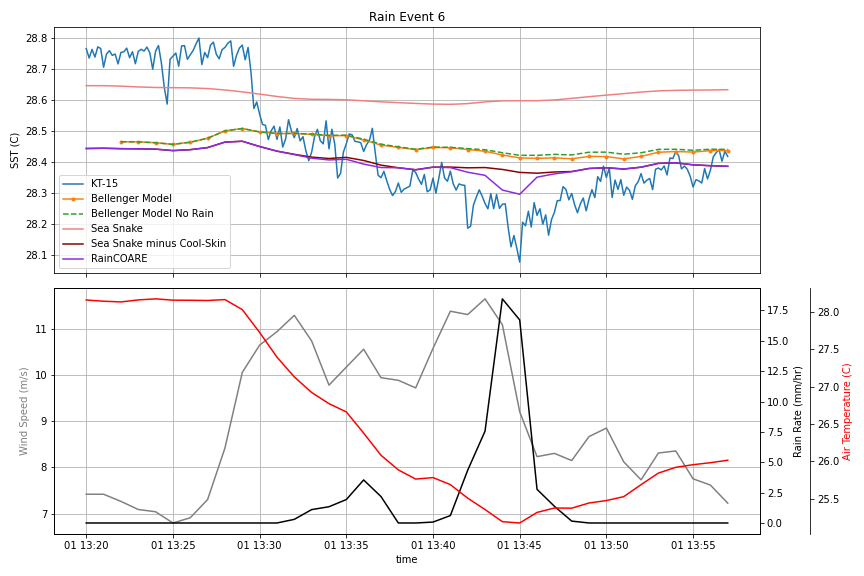 Rain Event 6
SST (C)
28.8
28.7
28.6
28.5
28.4
28.3
28.2
28.1
KT-15
Bellenger Model
Bellenger Model No Rain
Sea Snake
Sea Snake minus Cool-Skin
RainCOARE
Wind Speed (m/s)
11
10
9
8
7
17.5
15.0
12.5
10.0
7.5
5.0
2.5
0.0
Rain Rate (mm/hr)
28.0
27.5
27.0
26.5
26.0
25.5
Air Temperature (C)
01 13:20 01 13:25 01 13:30 01 13:35 01 13:40 01 13:45 01 13:50 01 13:55
time